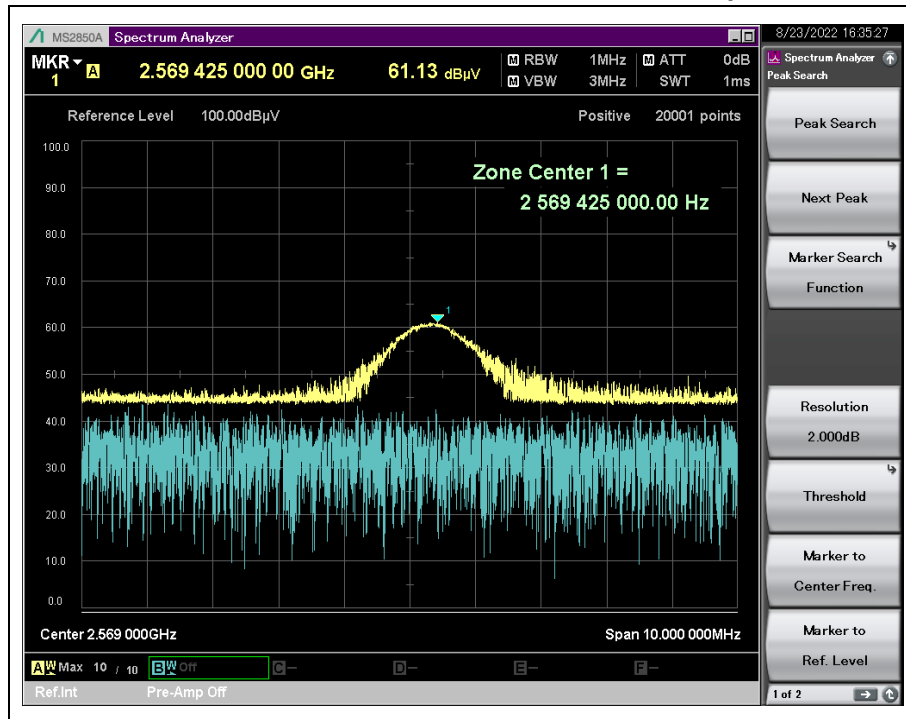 MS2850A Spectrum Analyzer
8/23/2022 16:35:27
MKR 1 A 2.569 425 000 00 GHz 61.13 dBµV
M RBW 1MHz M ATT 0dB
M VBW 3MHz SWT 1ms
Spectrum Analyzer
Peak Search
Reference Level 100.00dBµV Positive 20001 points
Zone Center 1 =
2 569 425 000.00 Hz
100.0
90.0
80.0
70.0
60.0
50.0
40.0
30.0
20.0
10.0
0.0
1
Center 2.569 000GHz Span 10.000 000MHz
A W Max 10 / 10 B W Off C - D - E - F -
Ref.Int Pre-Amp Off
Peak Search
Next Peak
Marker Search
Function
Resolution
2.000dB
Threshold
Marker to
Center Freq.
Marker to
Ref. Level
1 of 2